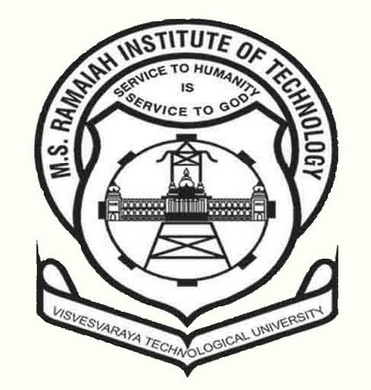 M.S. RAMAIAH INSTITUTE OF TECHNOLOGY
SERVICE TO HUMANITY
IS
SERVICE TO GOD
VISVESVARAYA TECHNOLOGICAL UNIVERSITY